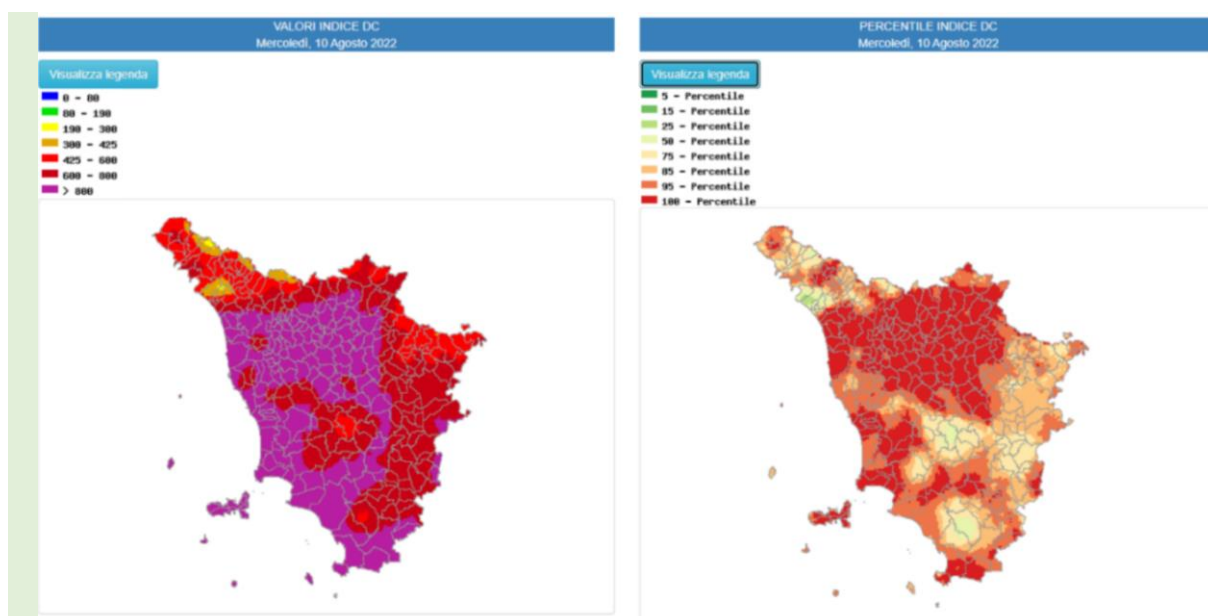 VALORI INDICE DC
Mercoledì, 10 Agosto 2022
Visualizza legenda
0 - 80
80 - 190
190 - 300
300 - 425
425 - 600
600 - 800
> 800
PERCENTILE INDICE DC
Mercoledì, 10 Agosto 2022
Visualizza legenda
5 - Percentile
15 - Percentile
25 - Percentile
50 - Percentile
75 - Percentile
85 - Percentile
95 - Percentile
100 - Percentile